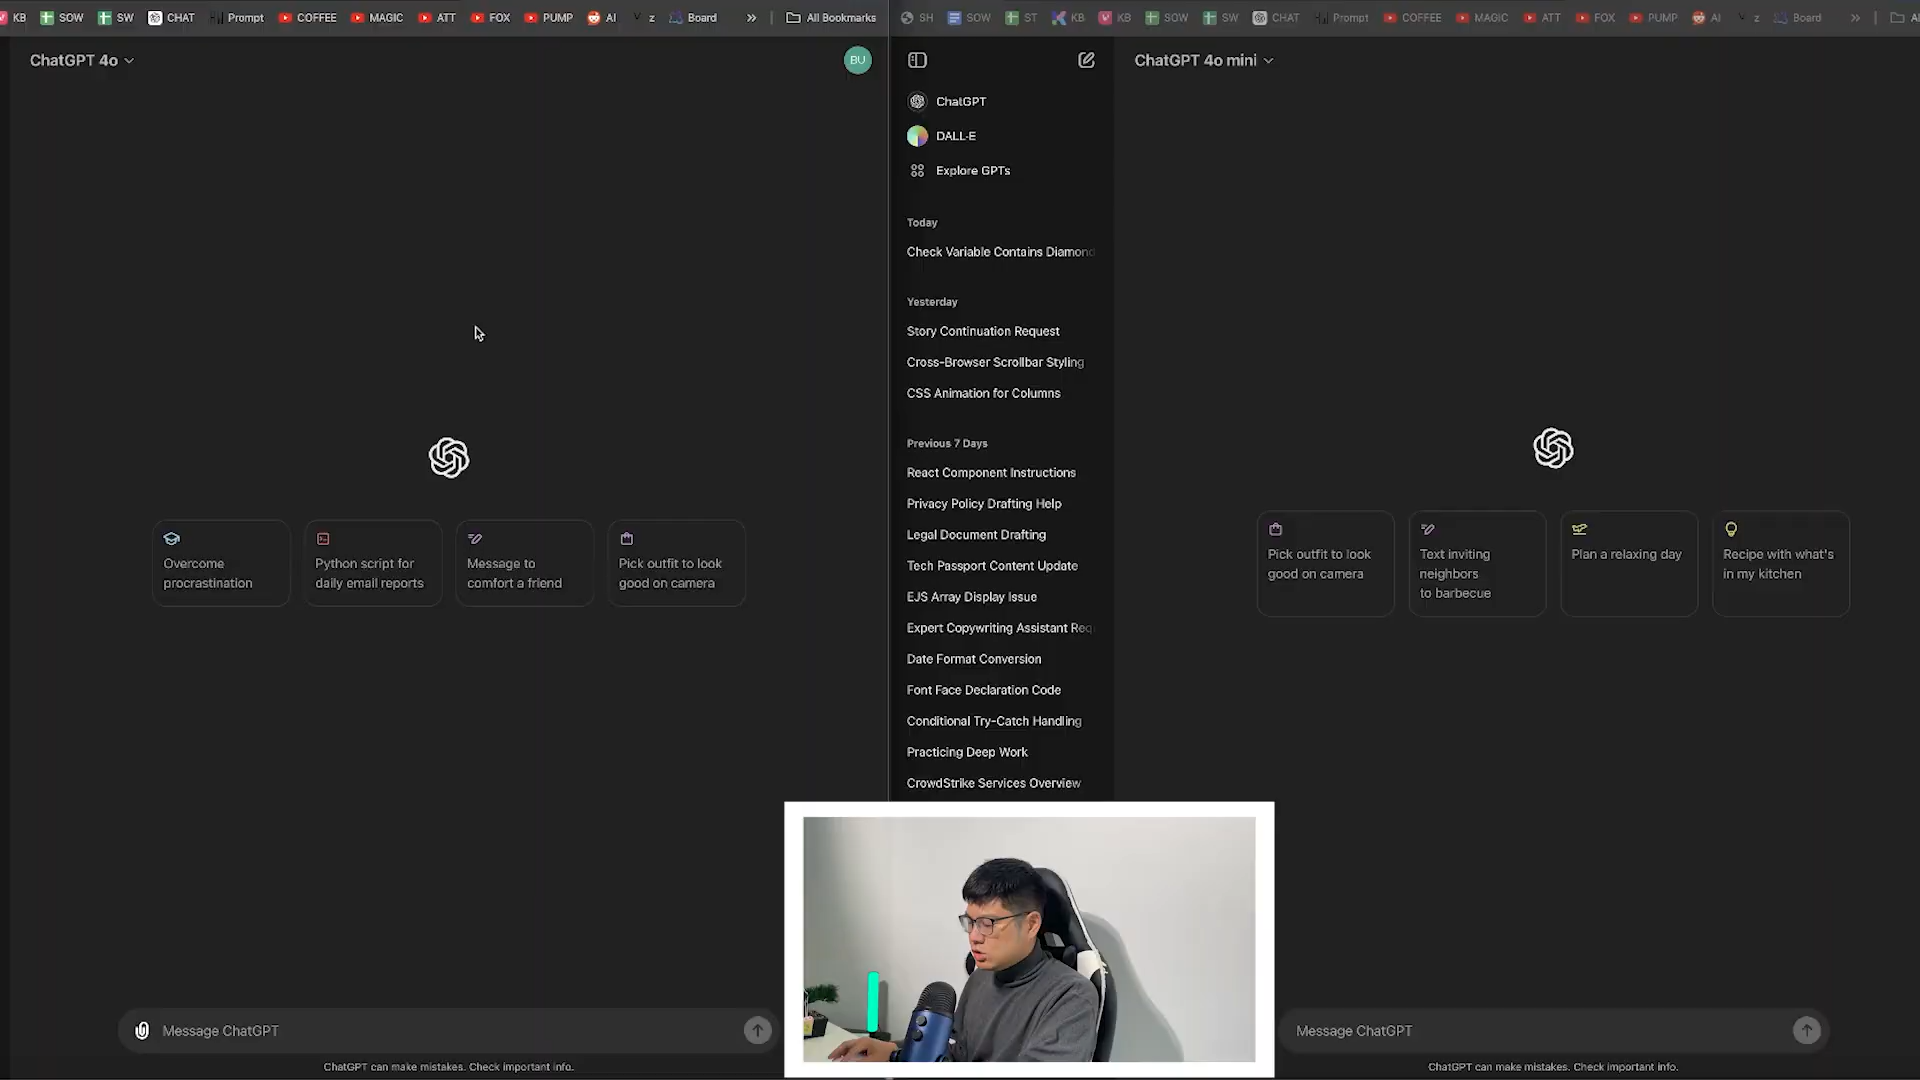 KB SOW SW CHAT Prompt COFFEE MAGIC ATT FOX PUMP AI z Board » All Bookmarks
ChatGPT 4o
BU
Overcome procrastination
Python script for daily email reports
Message to comfort a friend
Pick outfit to look good on camera
Message ChatGPT
ChatGPT can make mistakes. Check important info.
SH SOW ST KB KB SOW SW CHAT Prompt COFFEE MAGIC ATT FOX PUMP AI z Board »
ChatGPT
DALL·E
Explore GPTs
Today
Check Variable Contains Diamond
Yesterday
Story Continuation Request
Cross-Browser Scrollbar Styling
CSS Animation for Columns
Previous 7 Days
React Component Instructions
Privacy Policy Drafting Help
Legal Document Drafting
Tech Passport Content Update
EJS Array Display Issue
Expert Copywriting Assistant Req
Date Format Conversion
Font Face Declaration Code
Conditional Try-Catch Handling
Practicing Deep Work
CrowdStrike Services Overview
ChatGPT 4o mini
Pick outfit to look good on camera
Text inviting neighbors to barbecue
Plan a relaxing day
Recipe with what's in my kitchen
Message ChatGPT
ChatGPT can make mistakes. Check important info.